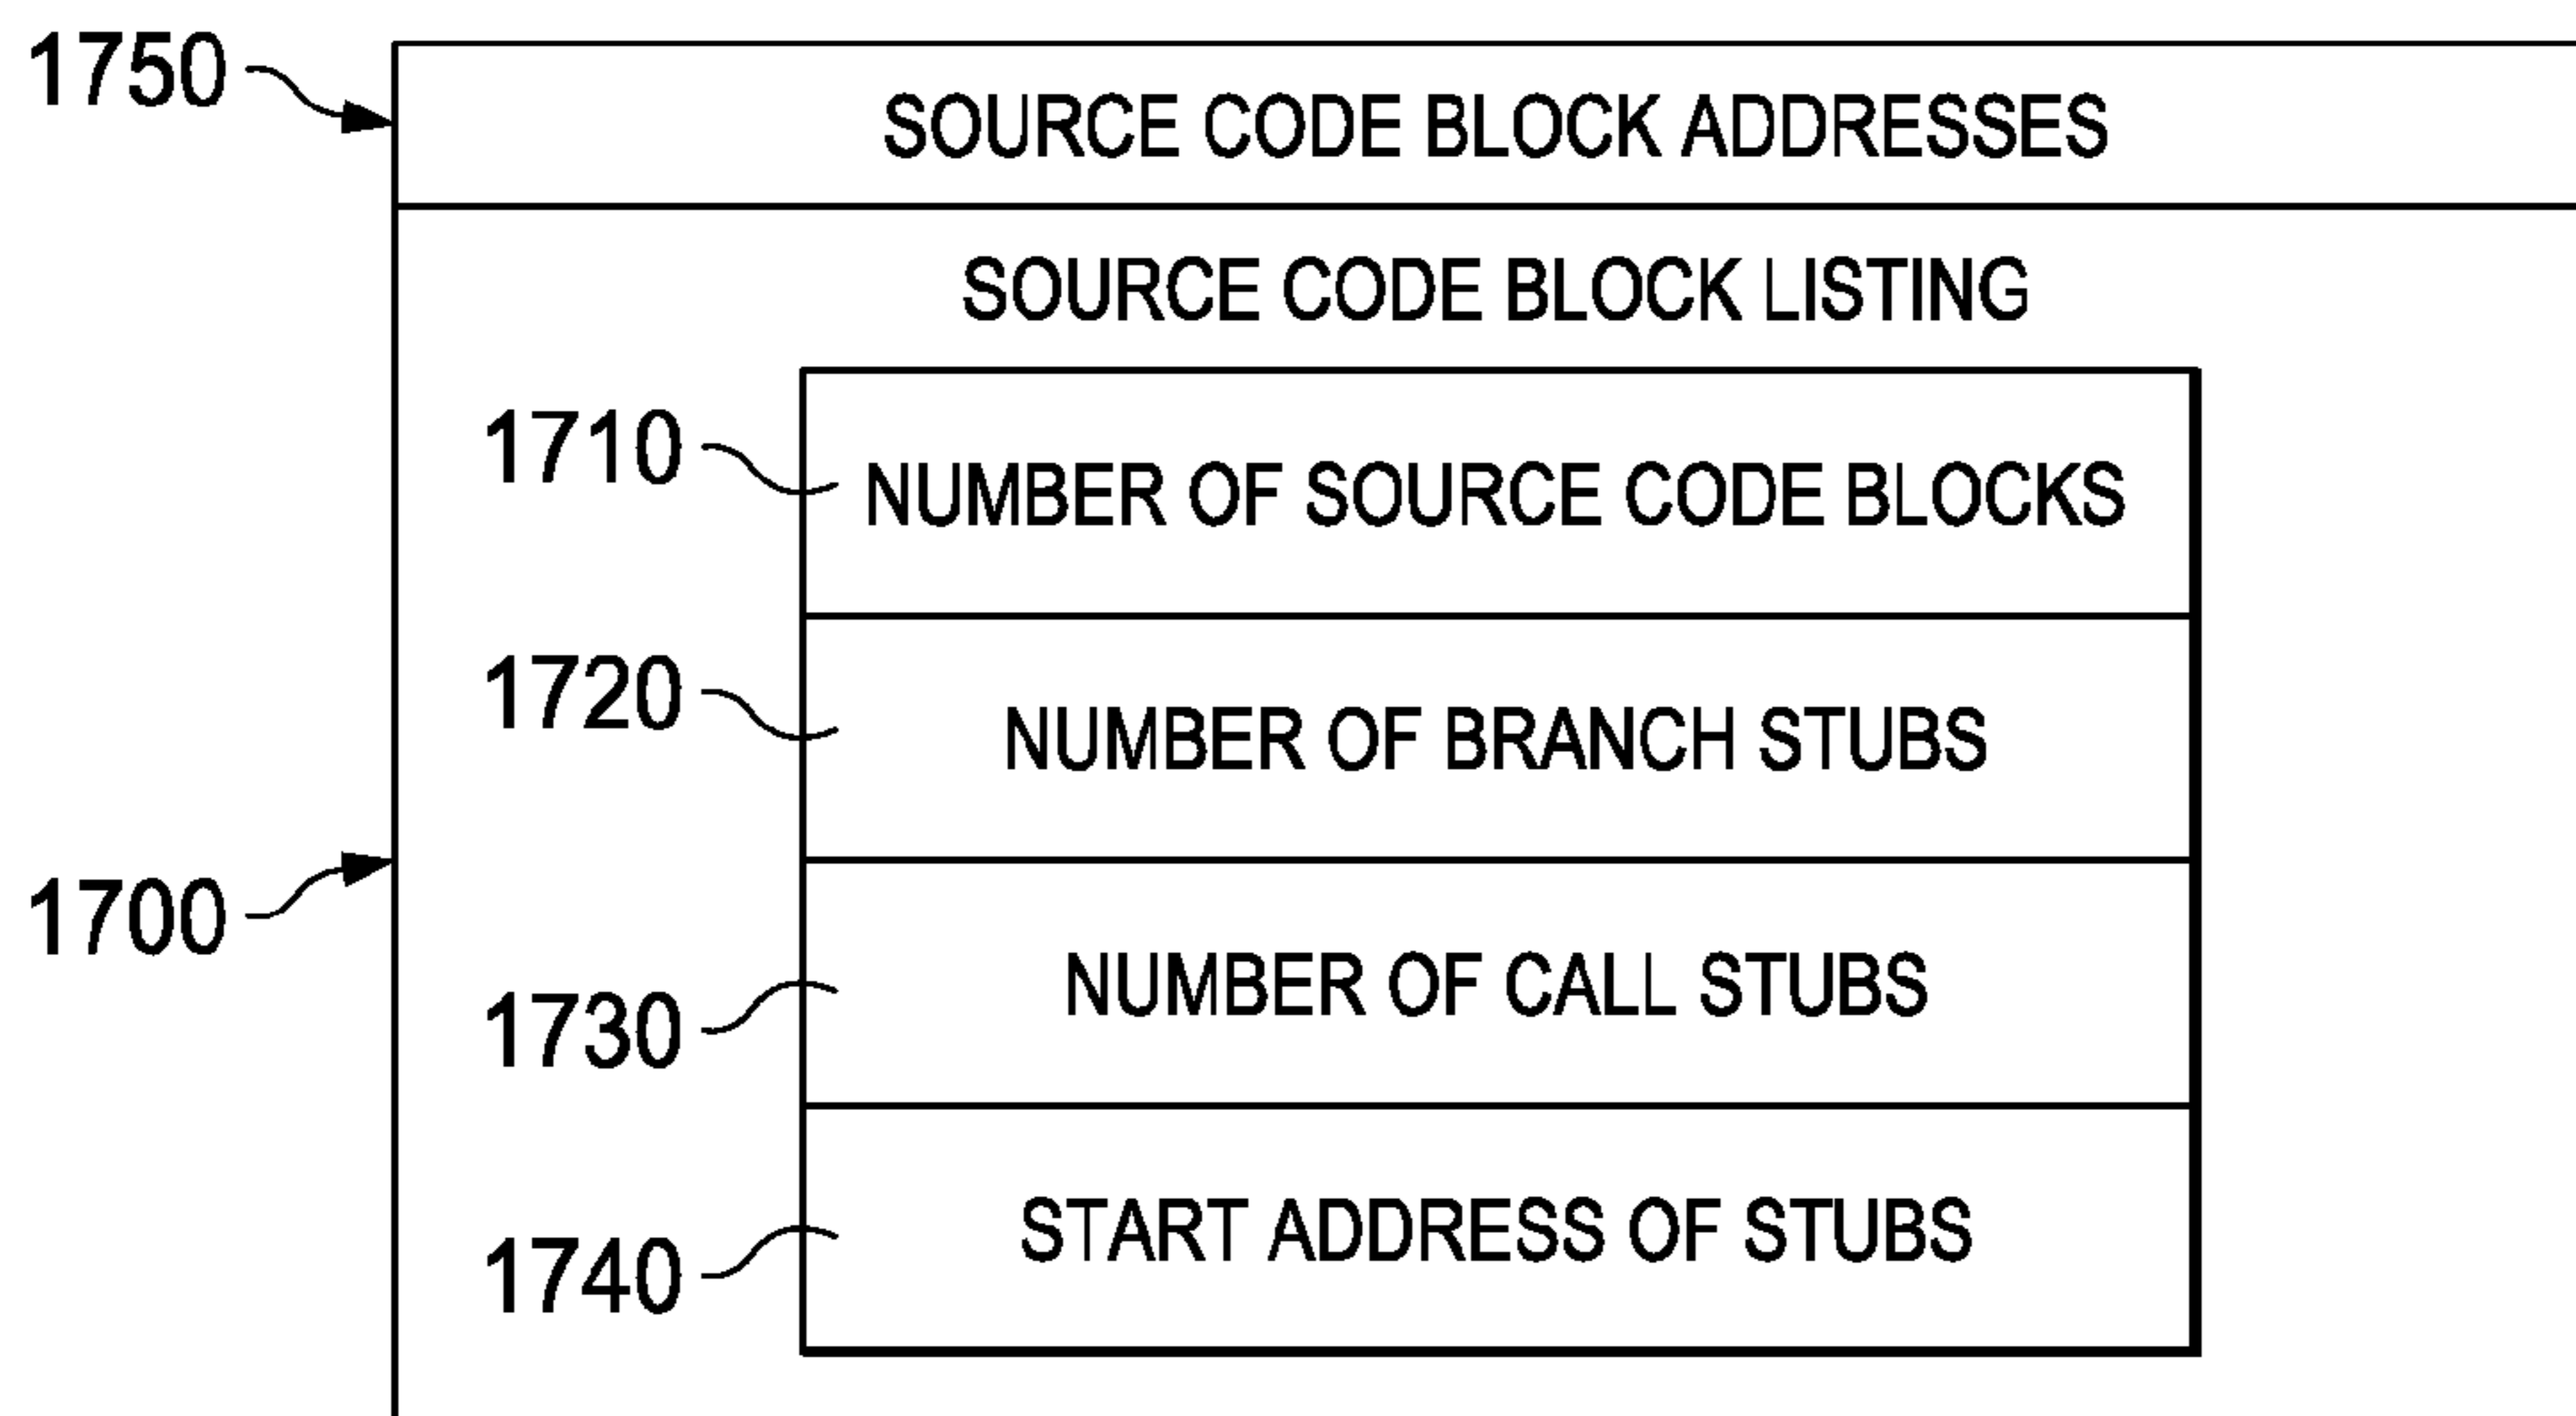 1750
SOURCE CODE BLOCK ADDRESSES
SOURCE CODE BLOCK LISTING
1710
NUMBER OF SOURCE CODE BLOCKS
1720
NUMBER OF BRANCH STUBS
1700
1730
NUMBER OF CALL STUBS
1740
START ADDRESS OF STUBS